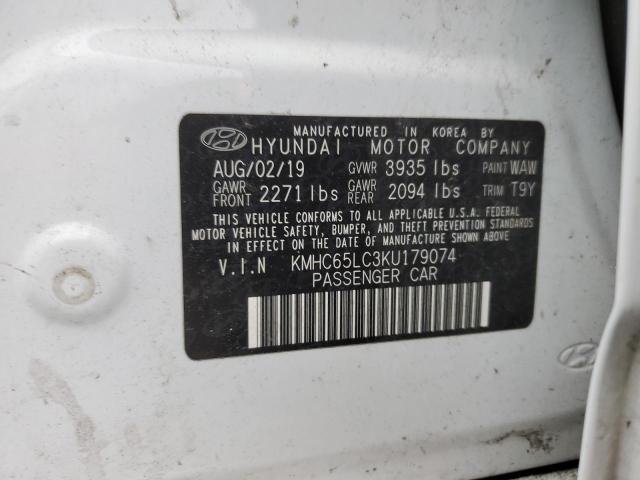 MANUFACTURED IN KOREA BY
HYUNDAI MOTOR COMPANY
AUG/02/19 GVWR 3935 lbs PAINT WAW
GAWR FRONT 2271 lbs GAWR REAR 2094 lbs TRIM T9Y
THIS VEHICLE CONFORMS TO ALL APPLICABLE U.S.A. FEDERAL
MOTOR VEHICLE SAFETY, BUMPER, AND THEFT PREVENTION STANDARDS
IN EFFECT ON THE DATE OF MANUFACTURE SHOWN ABOVE.
V.I.N KMHC65LC3KU179074
PASSENGER CAR